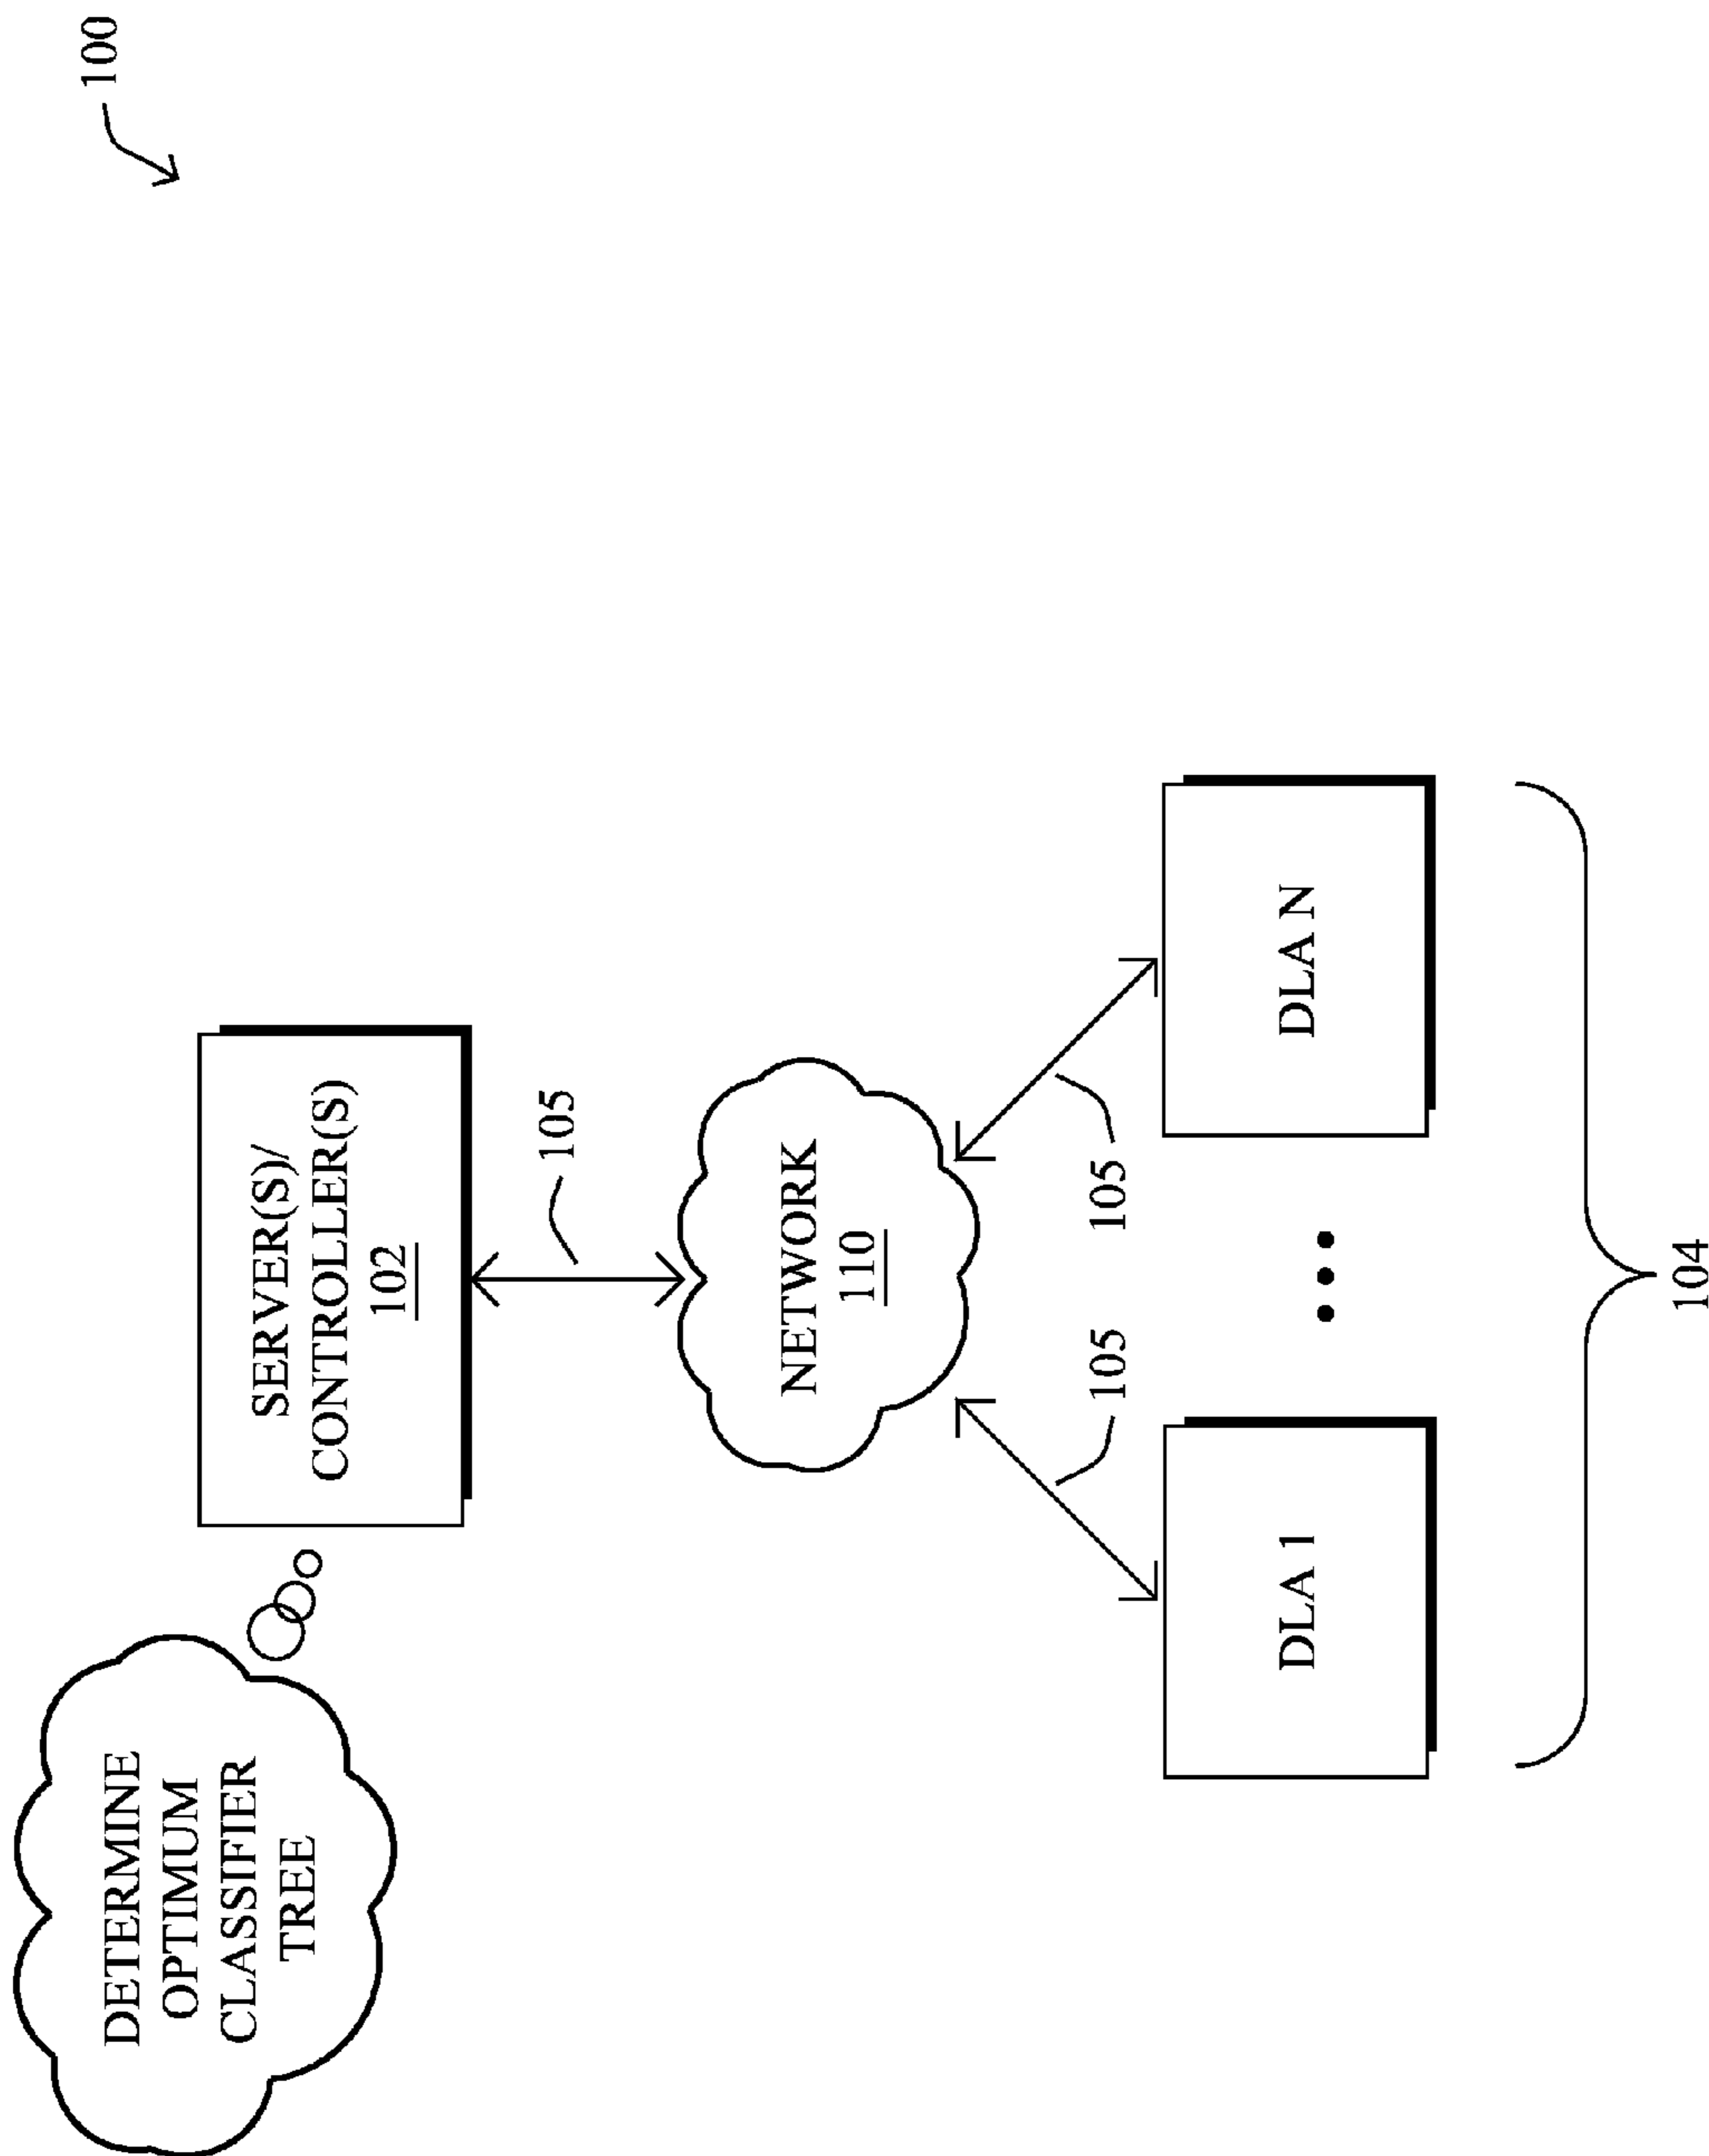 100
DETERMINE
OPTIMUM
CLASSIFIER
TREE
SERVER(S)/
CONTROLLER(S)
102
105
NETWORK
110
105
105
DLA 1
DLA N
104